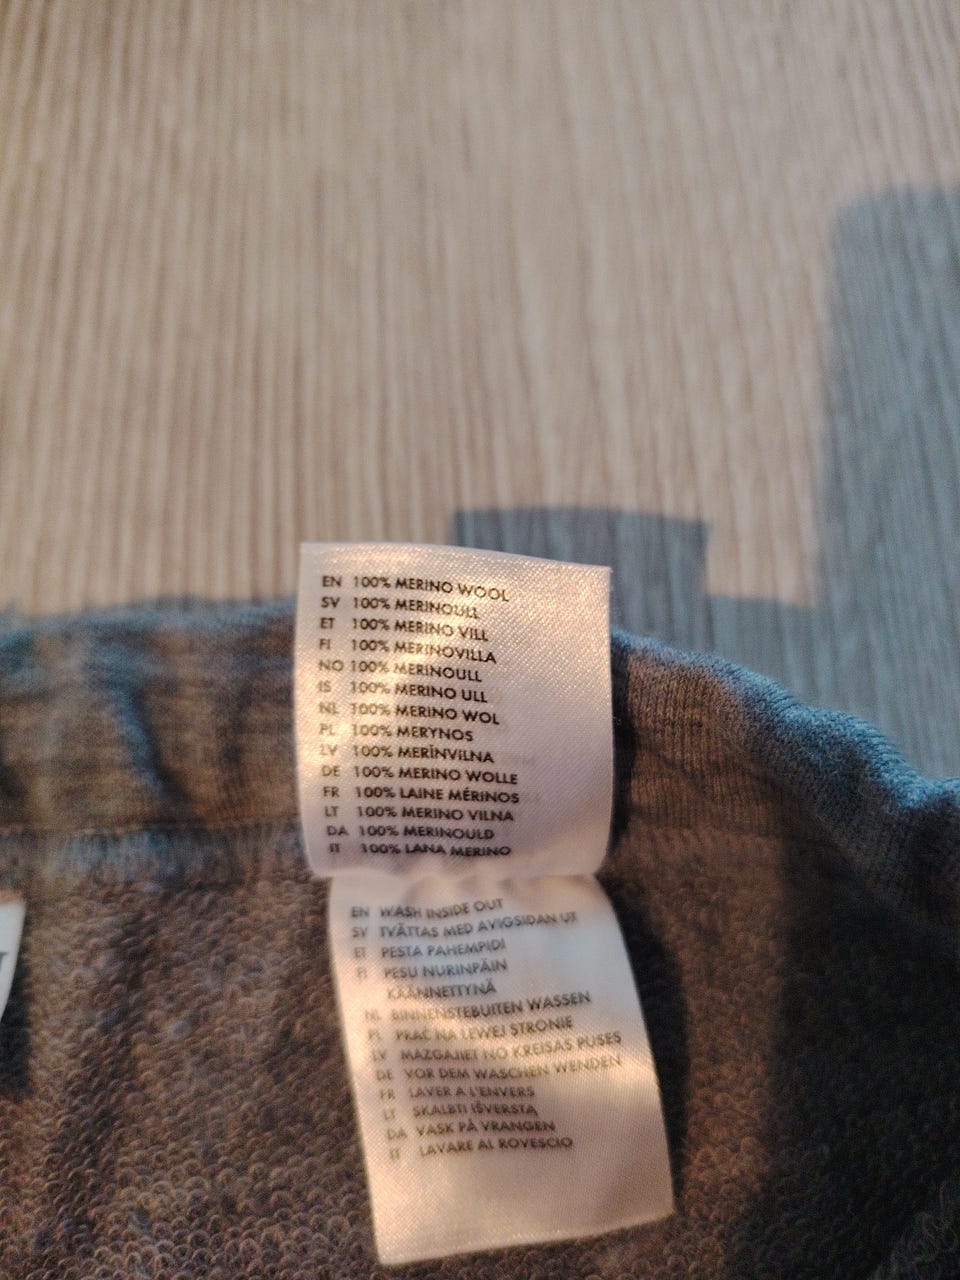 EN 100% MERINO WOOL
SV 100% MERINOULL
ET 100% MERINO VILL
FI 100% MERINOVILLA
NO 100% MERINOULL
IS 100% MERINO ULL
NL 100% MERINO WOL
PL 100% MERYNOS
LV 100% MERĪNVILNA
DE 100% MERINO WOLLE
FR 100% LAINE MÉRINOS
LT 100% MERINO VILNA
DA 100% MERINOULD
IT 100% LANA MERINO
EN WASH INSIDE OUT
SV TVÄTTAS MED AVIGSIDAN UT
ET PESTA PAHEMPIDI
FI PESU NURINPÄIN
KÄÄNNETTYNÄ
NL BINNENSTEBUITEN WASSEN
PL PRAĆ NA LEWEJ STRONIE
LV MAZGAJIET NO KREISAS PUSES
DE VOR DEM WASCHEN WENDEN
FR LAVER A L'ENVERS
LT SKALBTI IŠVERSTĄ
DA VASK PÅ VRANGEN
IT LAVARE AL ROVESCIO